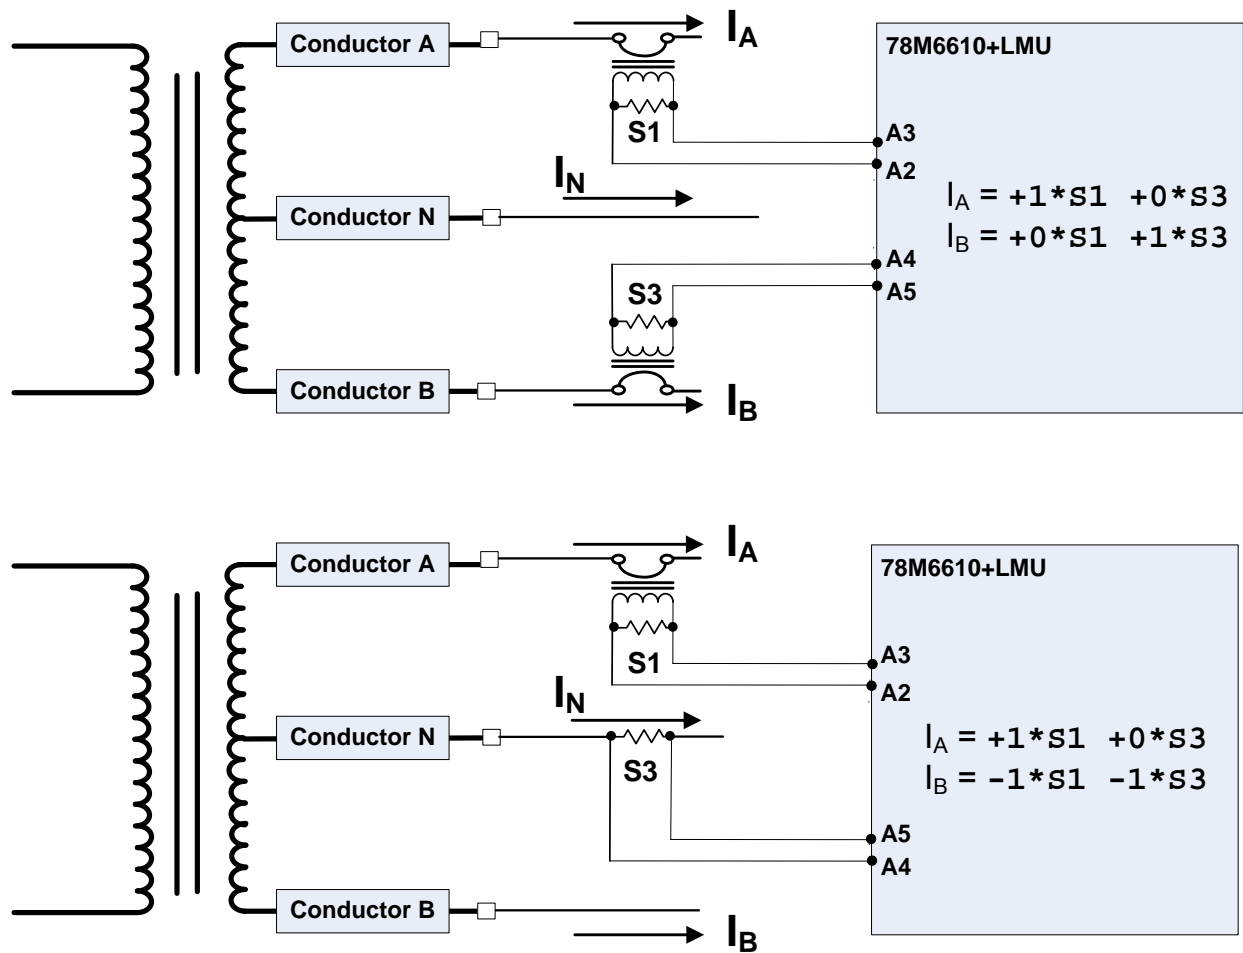 Conductor A
I_A
S1
78M6610+LMU
A3
A2
I_N
Conductor N
I_A = +1*S1 +0*S3
I_B = +0*S1 +1*S3
A4
A5
S3
Conductor B
I_B
Conductor A
I_A
S1
78M6610+LMU
A3
A2
I_N
Conductor N
S3
I_A = +1*S1 +0*S3
I_B = -1*S1 -1*S3
A5
A4
Conductor B
I_B